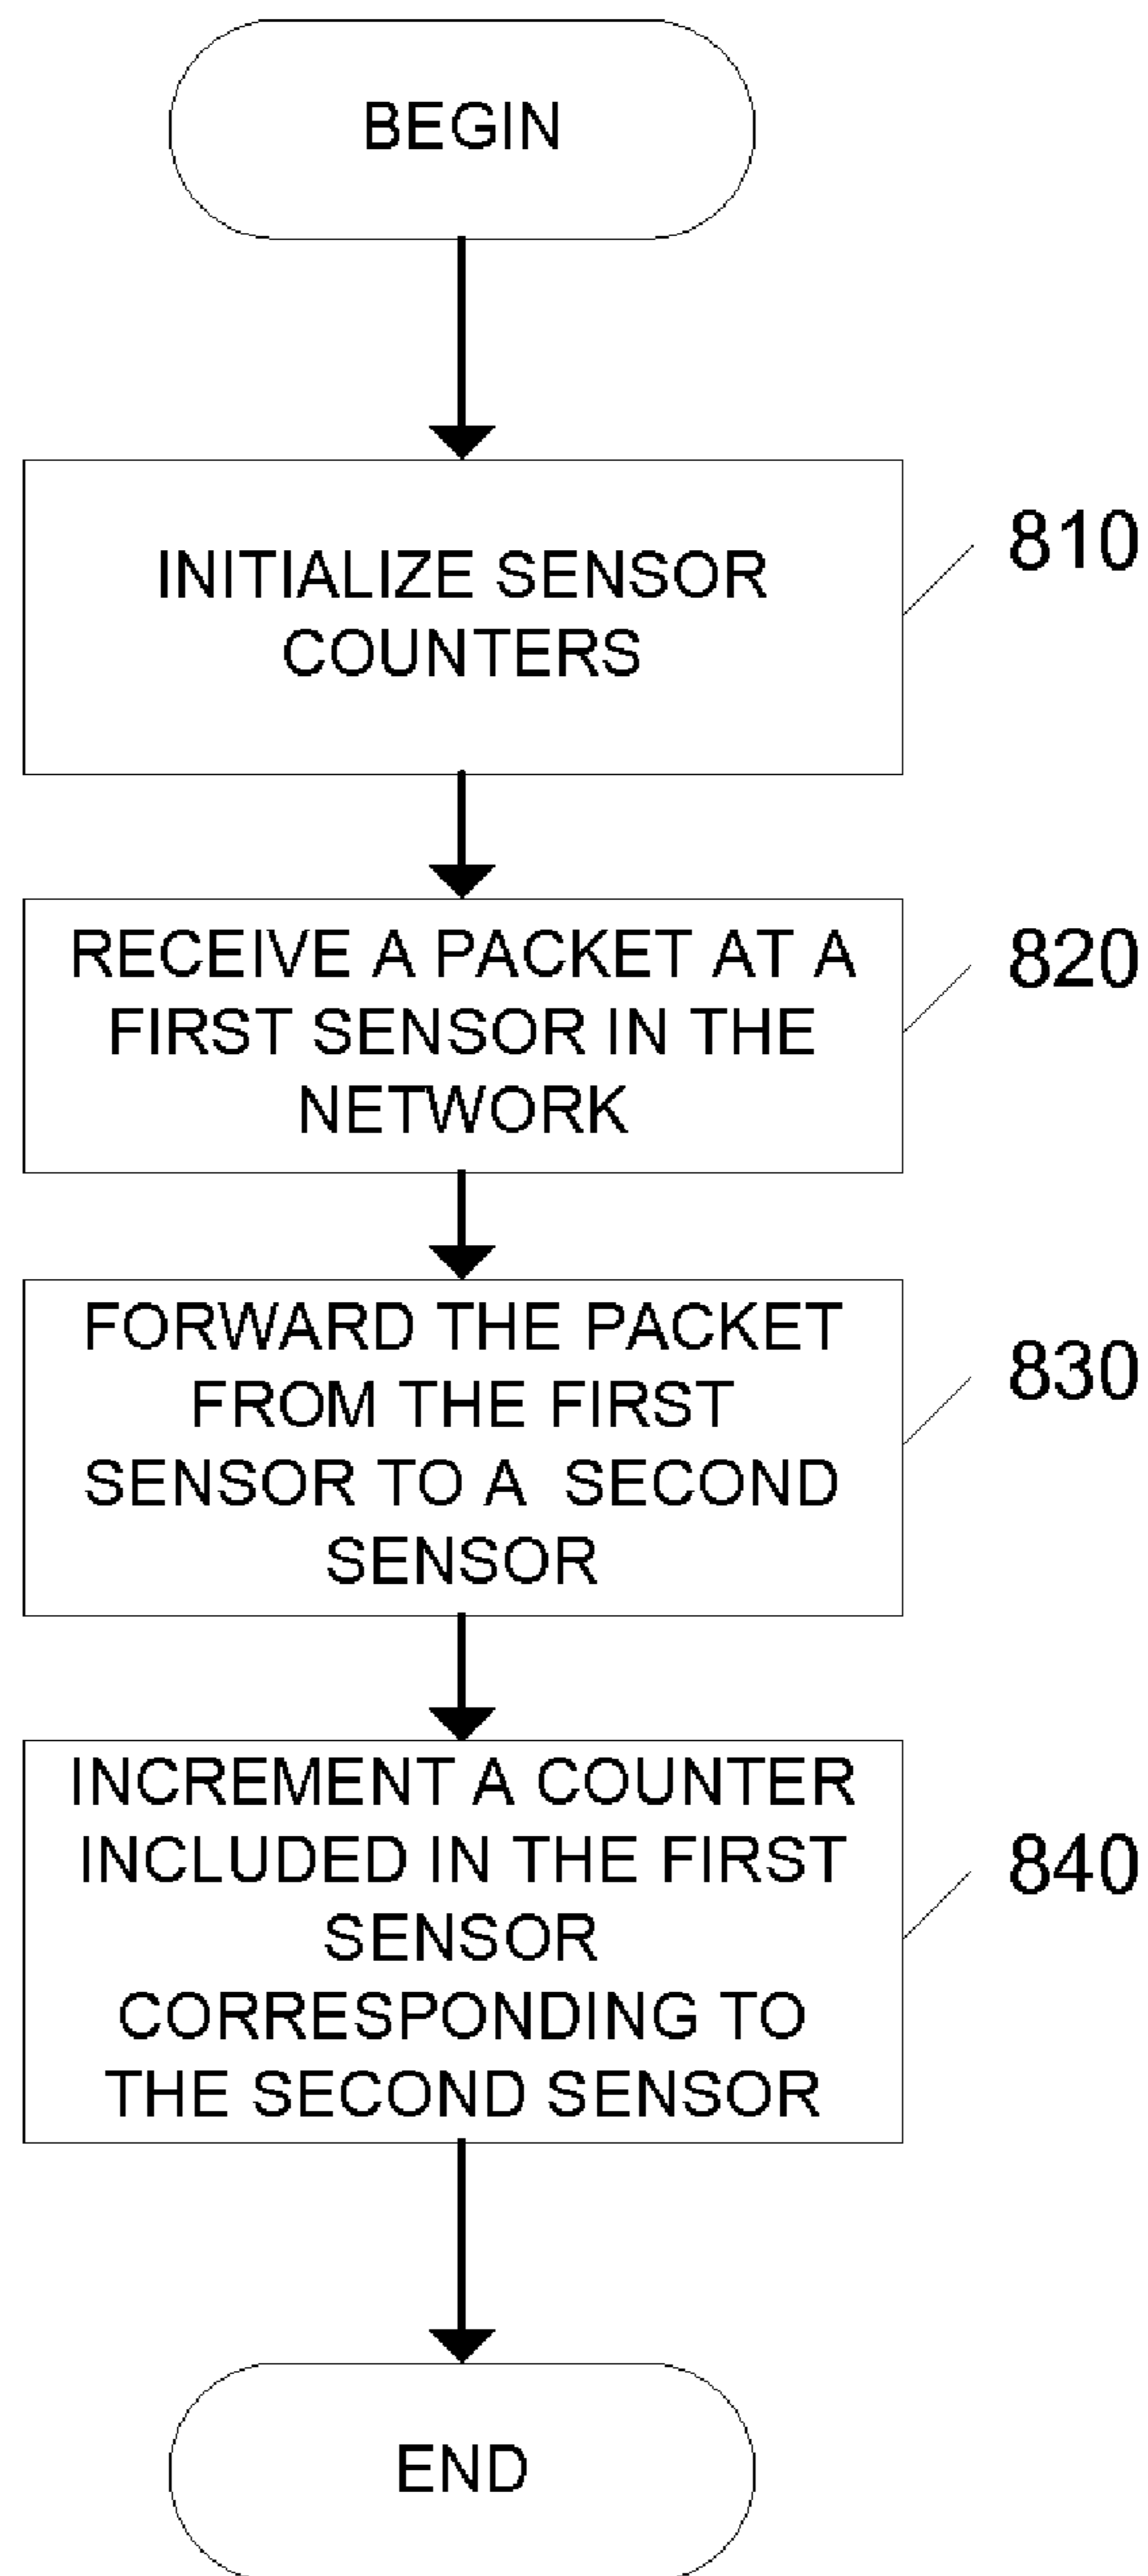 BEGIN
INITIALIZE SENSOR
COUNTERS
810
RECEIVE A PACKET AT A
FIRST SENSOR IN THE
NETWORK
820
FORWARD THE PACKET
FROM THE FIRST
SENSOR TO A SECOND
SENSOR
830
INCREMENT A COUNTER
INCLUDED IN THE FIRST
SENSOR
CORRESPONDING TO
THE SECOND SENSOR
840
END